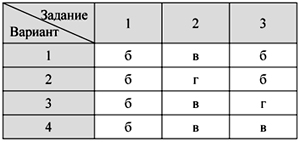 Задание
Вариант 1 2 3
1 б в б
2 б г б
3 б в г
4 б в в